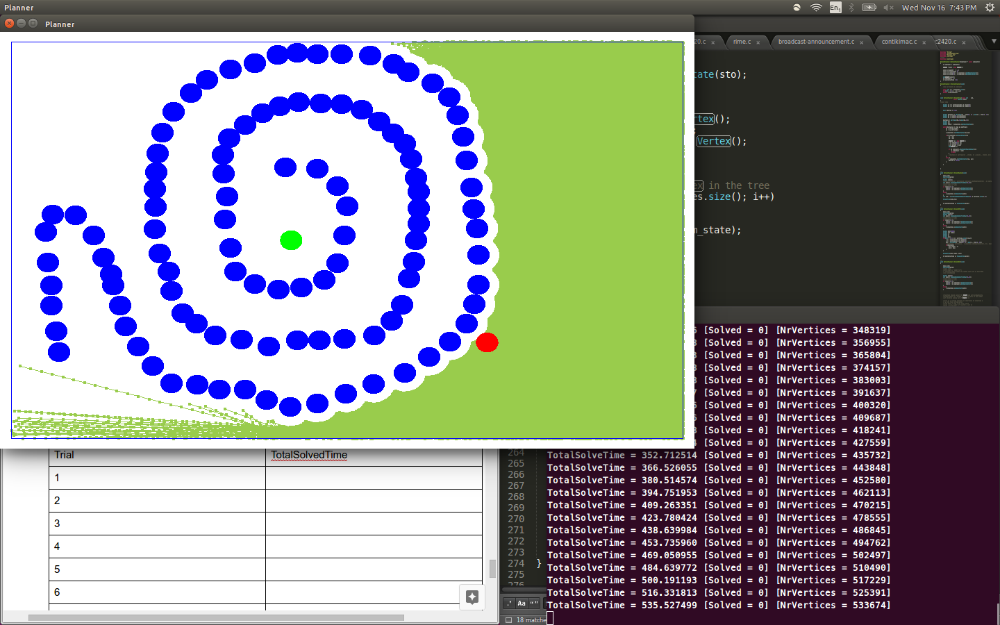 Planner
En1
Wed Nov 16 7:43 PM
Planner
20.c
rime.c
broadcast-announcement.c
contikimac.c
c2420.c
tate(sto);
rtex();
;
Vertex();
ex in the tree
es.size(); i++)
m_state);
[Solved = 0] [NrVertices = 348319]
[Solved = 0] [NrVertices = 356955]
[Solved = 0] [NrVertices = 365804]
[Solved = 0] [NrVertices = 374157]
[Solved = 0] [NrVertices = 383003]
[Solved = 0] [NrVertices = 391637]
[Solved = 0] [NrVertices = 400320]
[Solved = 0] [NrVertices = 409687]
[Solved = 0] [NrVertices = 418241]
[Solved = 0] [NrVertices = 427559]
TotalSolveTime = 352.712514 [Solved = 0] [NrVertices = 435732]
TotalSolveTime = 366.526055 [Solved = 0] [NrVertices = 443848]
TotalSolveTime = 380.514574 [Solved = 0] [NrVertices = 452580]
TotalSolveTime = 394.751953 [Solved = 0] [NrVertices = 462113]
TotalSolveTime = 409.263351 [Solved = 0] [NrVertices = 470215]
TotalSolveTime = 423.780424 [Solved = 0] [NrVertices = 478555]
TotalSolveTime = 438.639984 [Solved = 0] [NrVertices = 486845]
TotalSolveTime = 453.735960 [Solved = 0] [NrVertices = 494762]
TotalSolveTime = 469.050955 [Solved = 0] [NrVertices = 502497]
TotalSolveTime = 484.639772 [Solved = 0] [NrVertices = 510490]
TotalSolveTime = 500.191193 [Solved = 0] [NrVertices = 517229]
TotalSolveTime = 516.331813 [Solved = 0] [NrVertices = 525391]
TotalSolveTime = 535.527499 [Solved = 0] [NrVertices = 533674]
Trial TotalSolvedTime
1
2
3
4
5
6
264
265
266
267
268
269
270
271
272
273
274 }
275
276
.* Aa “”
18 matche